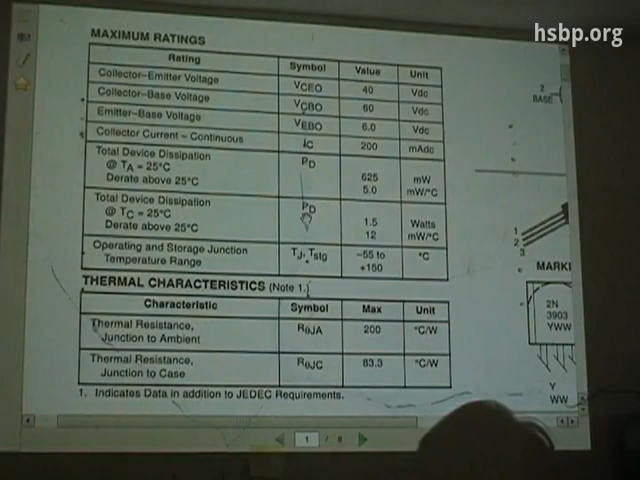 hsbp.org
MAXIMUM RATINGS
Rating Symbol Value Unit
Collector–Emitter Voltage VCEO 40 Vdc
Collector–Base Voltage VCBO 60 Vdc
Emitter–Base Voltage VEBO 6.0 Vdc
Collector Current – Continuous IC 200 mAdc
Total Device Dissipation PD
@ TA = 25°C 625 mW
Derate above 25°C 5.0 mW/°C
Total Device Dissipation PD
@ TC = 25°C 1.5 Watts
Derate above 25°C 12 mW/°C
Operating and Storage Junction TJ, Tstg –55 to °C
Temperature Range +150
THERMAL CHARACTERISTICS (Note 1.)
Characteristic Symbol Max Unit
Thermal Resistance, RθJA 200 °C/W
Junction to Ambient
Thermal Resistance, RθJC 83.3 °C/W
Junction to Case
1. Indicates Data in addition to JEDEC Requirements.
2
BASE
1
2
3
MARKI
2N
3903
YWW
Y
WW
1 / 8